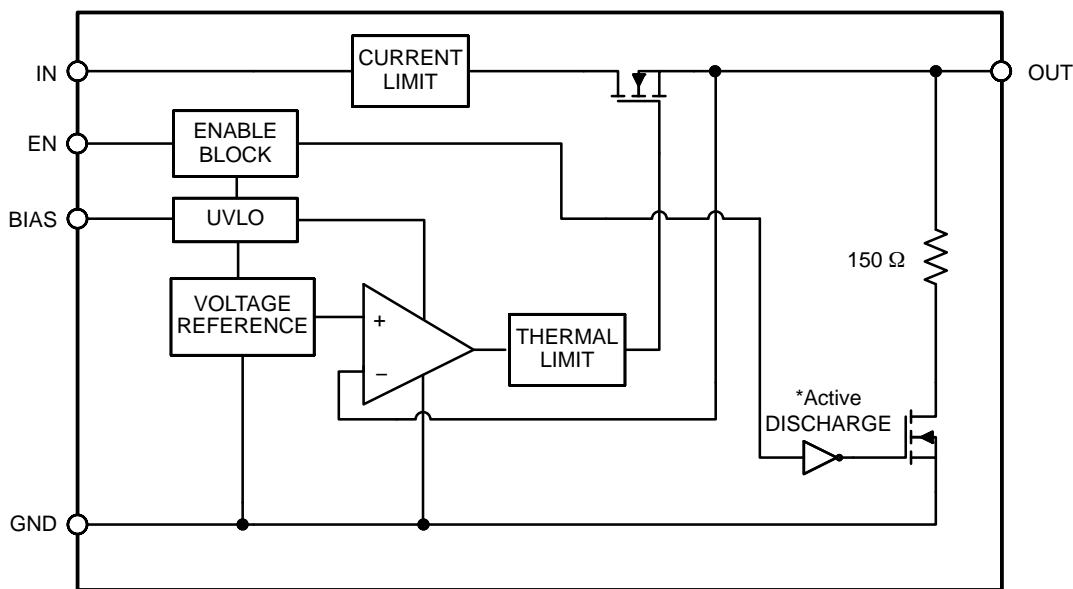 CURRENT
LIMIT
IN
OUT
EN
ENABLE
BLOCK
BIAS
UVLO
150 Ω
VOLTAGE
REFERENCE
+
−
THERMAL
LIMIT
*Active
DISCHARGE
GND